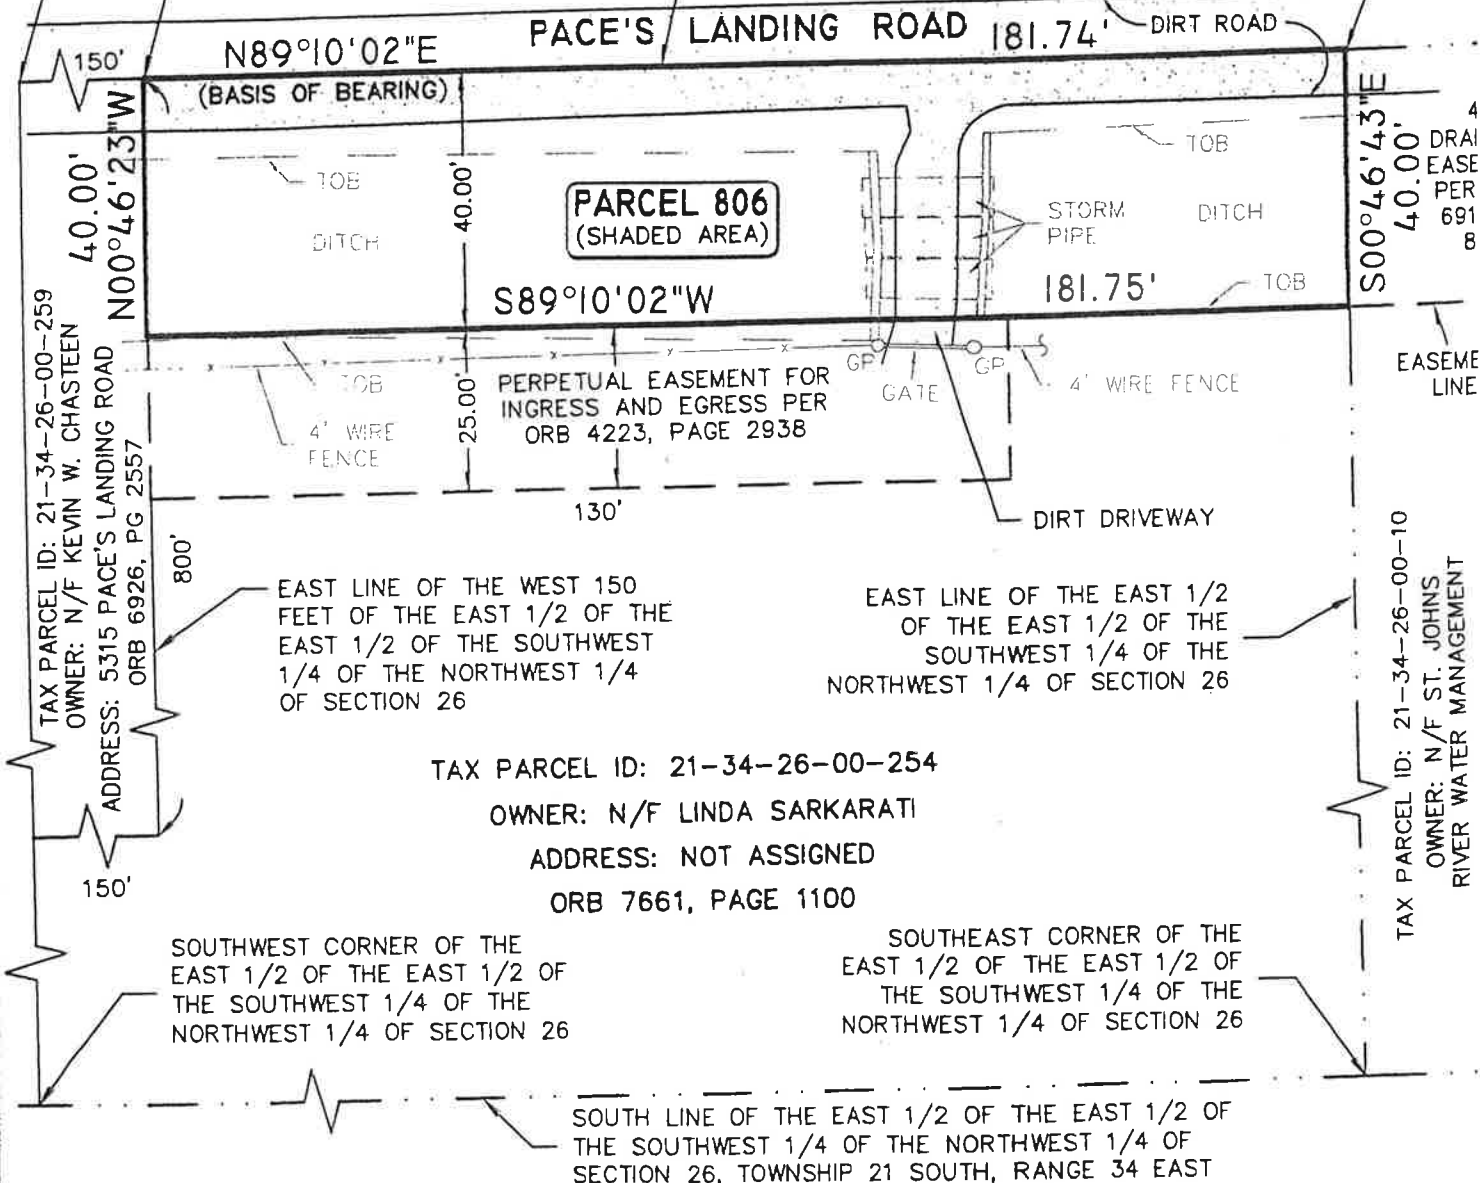 PACE'S LANDING ROAD
181.74'
DIRT ROAD
150'
N89°10'02"E
(BASIS OF BEARING)
N00°46'23"W
40.00'
TOB
DITCH
40.00'
PARCEL 806
(SHADED AREA)
TOB
STORM
PIPE
DITCH
S00°46'43"E
40.00'
S89°10'02"W
181.75'
TOB
TAX PARCEL ID: 21-34-26-00-259
OWNER: N/F KEVIN W. CHASTEEN
ADDRESS: 5315 PACE'S LANDING ROAD
ORB 6926, PG 2557
TOB
4' WIRE
FENCE
25.00'
PERPETUAL EASEMENT FOR
INGRESS AND EGRESS PER
ORB 4223, PAGE 2938
GP
GATE
GP
4' WIRE FENCE
LINE
130'
DIRT DRIVEWAY
800'
EAST LINE OF THE WEST 150
FEET OF THE EAST 1/2 OF THE
EAST 1/2 OF THE SOUTHWEST
1/4 OF THE NORTHWEST 1/4
OF SECTION 26
EAST LINE OF THE EAST 1/2
OF THE EAST 1/2 OF THE
SOUTHWEST 1/4 OF THE
NORTHWEST 1/4 OF SECTION 26
TAX PARCEL ID: 21-34-26-00-10
OWNER: N/F ST. JOHNS
RIVER WATER MANAGEMENT
TAX PARCEL ID: 21-34-26-00-254
OWNER: N/F LINDA SARKARATI
ADDRESS: NOT ASSIGNED
ORB 7661, PAGE 1100
150'
SOUTHWEST CORNER OF THE
EAST 1/2 OF THE EAST 1/2 OF
THE SOUTHWEST 1/4 OF THE
NORTHWEST 1/4 OF SECTION 26
SOUTHEAST CORNER OF THE
EAST 1/2 OF THE EAST 1/2 OF
THE SOUTHWEST 1/4 OF THE
NORTHWEST 1/4 OF SECTION 26
SOUTH LINE OF THE EAST 1/2 OF THE EAST 1/2 OF
THE SOUTHWEST 1/4 OF THE NORTHWEST 1/4 OF
SECTION 26, TOWNSHIP 21 SOUTH, RANGE 34 EAST